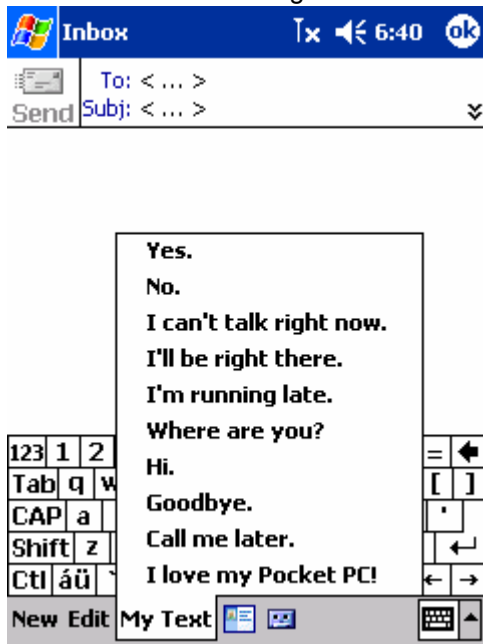 Inbox 6:40 ok
To: < ... >
Send Subj: < ... >
Yes.
No.
I can't talk right now.
I'll be right there.
I'm running late.
Where are you?
Hi.
Goodbye.
Call me later.
I love my Pocket PC!
123 1 2 =
Tab q w [ ]
CAP a '
Shift z
Ctl áü `
New Edit My Text